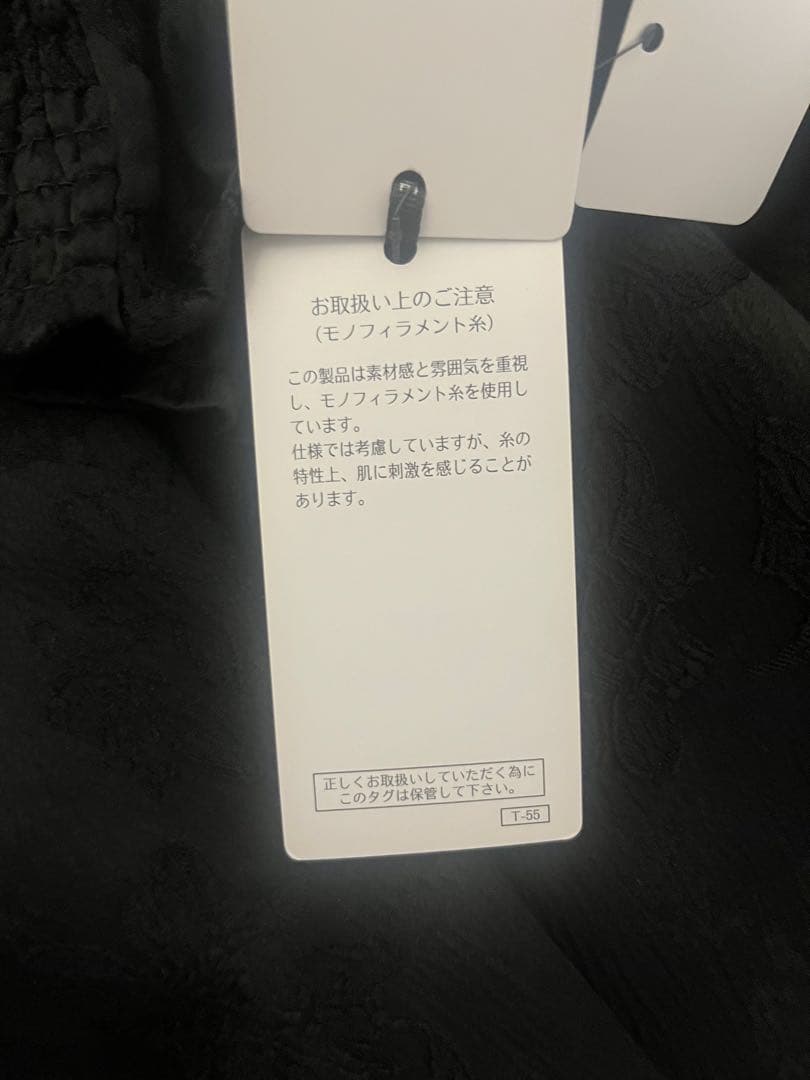 お取扱い上のご注意
(モノフィラメント糸)
この製品は素材感と雰囲気を重視
し、モノフィラメント糸を使用し
ています。
仕様では考慮していますが、糸の
特性上、肌に刺激を感じることが
あります。
正しくお取扱いしていただく為に
このタグは保管して下さい。
T-55